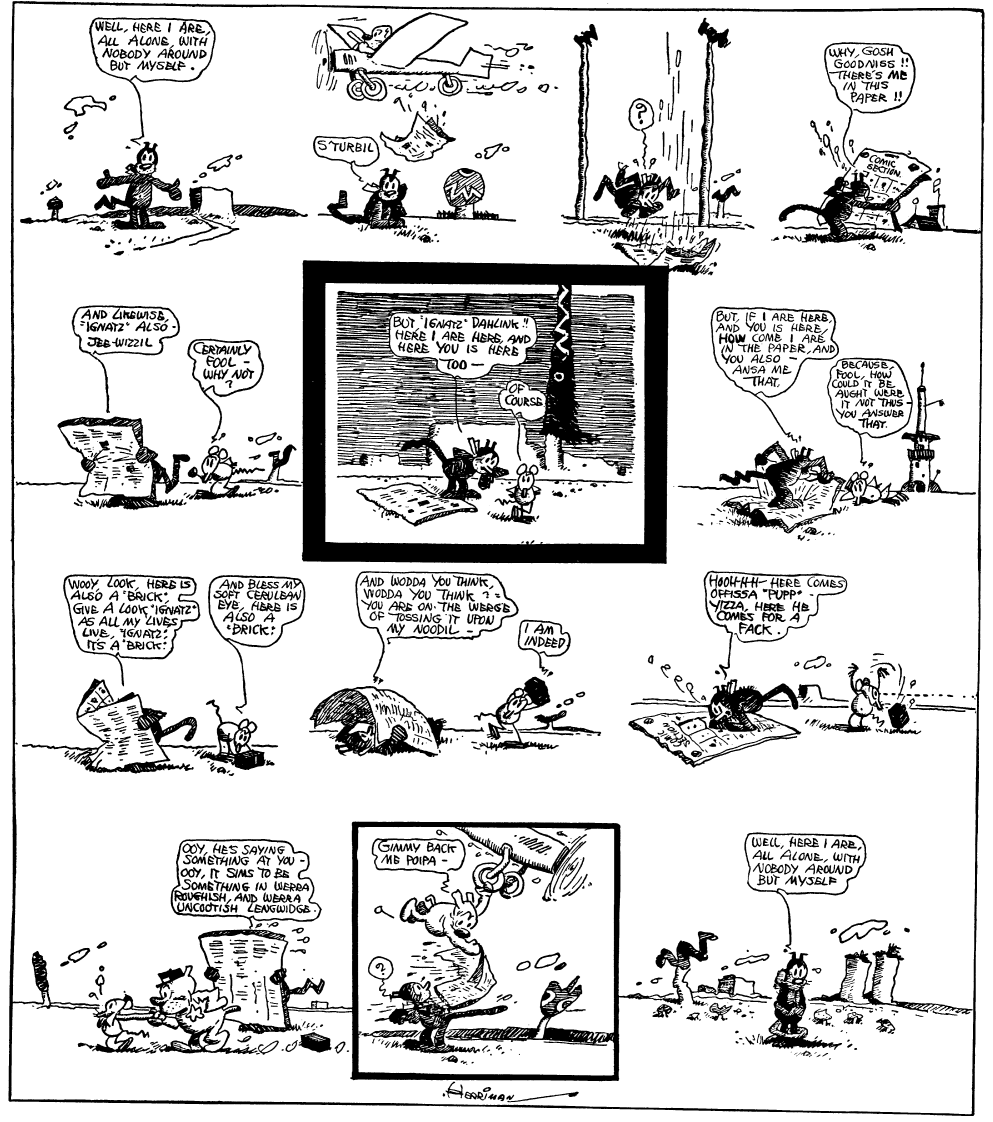 WELL, HERE I ARE,
ALL ALONE, WITH
NOBODY AROUND
BUT MYSELF.
S'TURBIL
?
WHY, GOSH
GOODNISS !!
THERE'S ME
IN THIS
PAPER !!
COMIC
SECTION.
AND LIKEWISE,
"IGNATZ" ALSO -
JEE-WIZZIL
CERTAINLY
FOOL -
WHY NOT
?
BUT, "IGNATZ" DAHLINK !!
HERE I ARE HERE, AND
HERE YOU IS HERE
TOO —
OF
COURSE
BUT, IF I ARE HERE,
AND YOU IS HERE,
HOW COME I ARE
IN THE PAPER, AND
YOU ALSO -
ANSA ME
THAT.
BECAUSE,
FOOL, HOW
COULD IT BE
AUGHT WERE
IT NOT THUS -
YOU ANSWER
THAT.
WOOY, LOOK, HERE IS
ALSO A "BRICK",
GIVE A LOOK "IGNATZ"
AS ALL MY LIVES
LIVE, "IGNATZ",
IT'S A "BRICK".
AND BLESS MY
SOFT CERULEAN
EYE, HERE IS
ALSO A
"BRICK".
AND WODDA YOU THINK,
WODDA YOU THINK ? -
YOU ARE ON THE WERGE
OF TOSSING IT UPON
MY NOODIL -
I AM
INDEED
HOOH-H-H- HERE COMES
OFFISSA "PUPP" -
YIZZA, HERE HE
COMES FOR A
FACK.
COMIC
SECTION
OOY, HE'S SAYING
SOMETHING AT YOU -
OOY, IT SIMS TO BE
SOMETHING IN WERRA
ROUGHISH, AND WERRA
UNCOOTISH LENGWIDGE.
GIMMY BACK
ME POIPA -
?
WELL, HERE I ARE,
ALL ALONE, WITH
NOBODY AROUND
BUT MYSELF
HERRIMAN